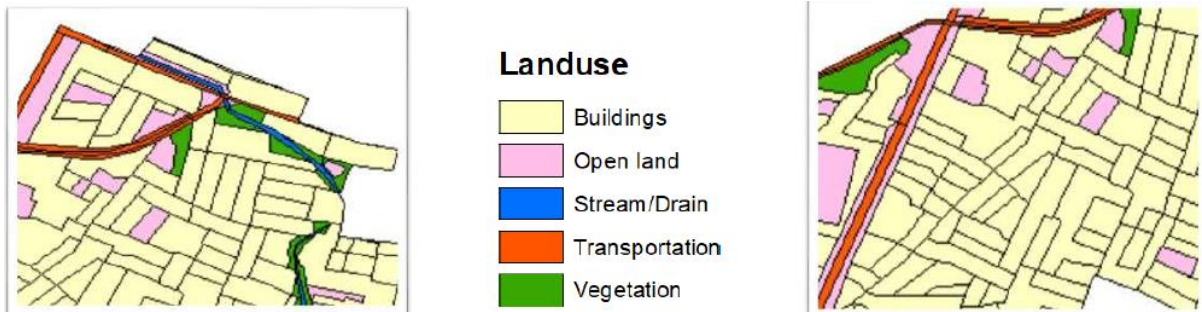 Landuse
Buildings
Open land
Stream/Drain
Transportation
Vegetation